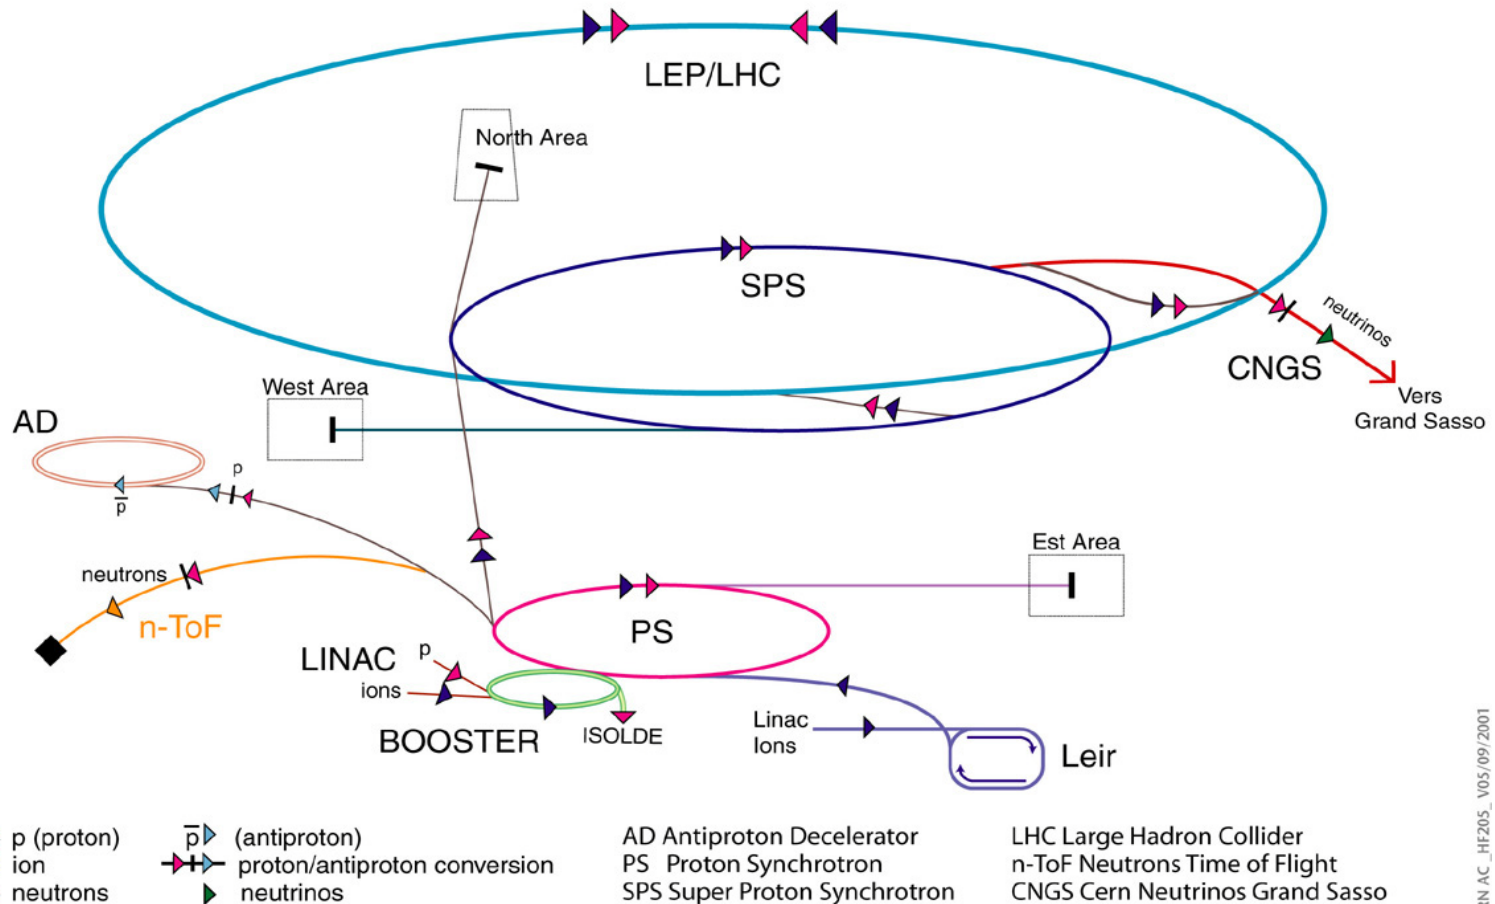 LEP/LHC
North Area
SPS
neutrinos
CNGS
Vers
Grand Sasso
West Area
AD
p
p̅
Est Area
neutrons
n-ToF
PS
LINAC
p
ions
BOOSTER
ISOLDE
Linac
Ions
Leir
p (proton)
ion
neutrons
p̅ (antiproton)
proton/antiproton conversion
neutrinos
AD Antiproton Decelerator
PS Proton Synchrotron
SPS Super Proton Synchrotron
LHC Large Hadron Collider
n-ToF Neutrons Time of Flight
CNGS Cern Neutrinos Grand Sasso
AC_HF205_V05/09/2001